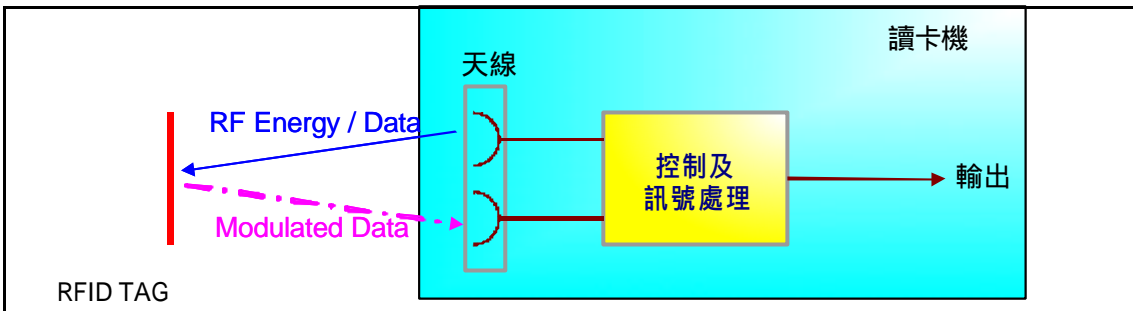 讀卡機
天線
RF Energy / Data
控制及
訊號處理
輸出
Modulated Data
RFID TAG